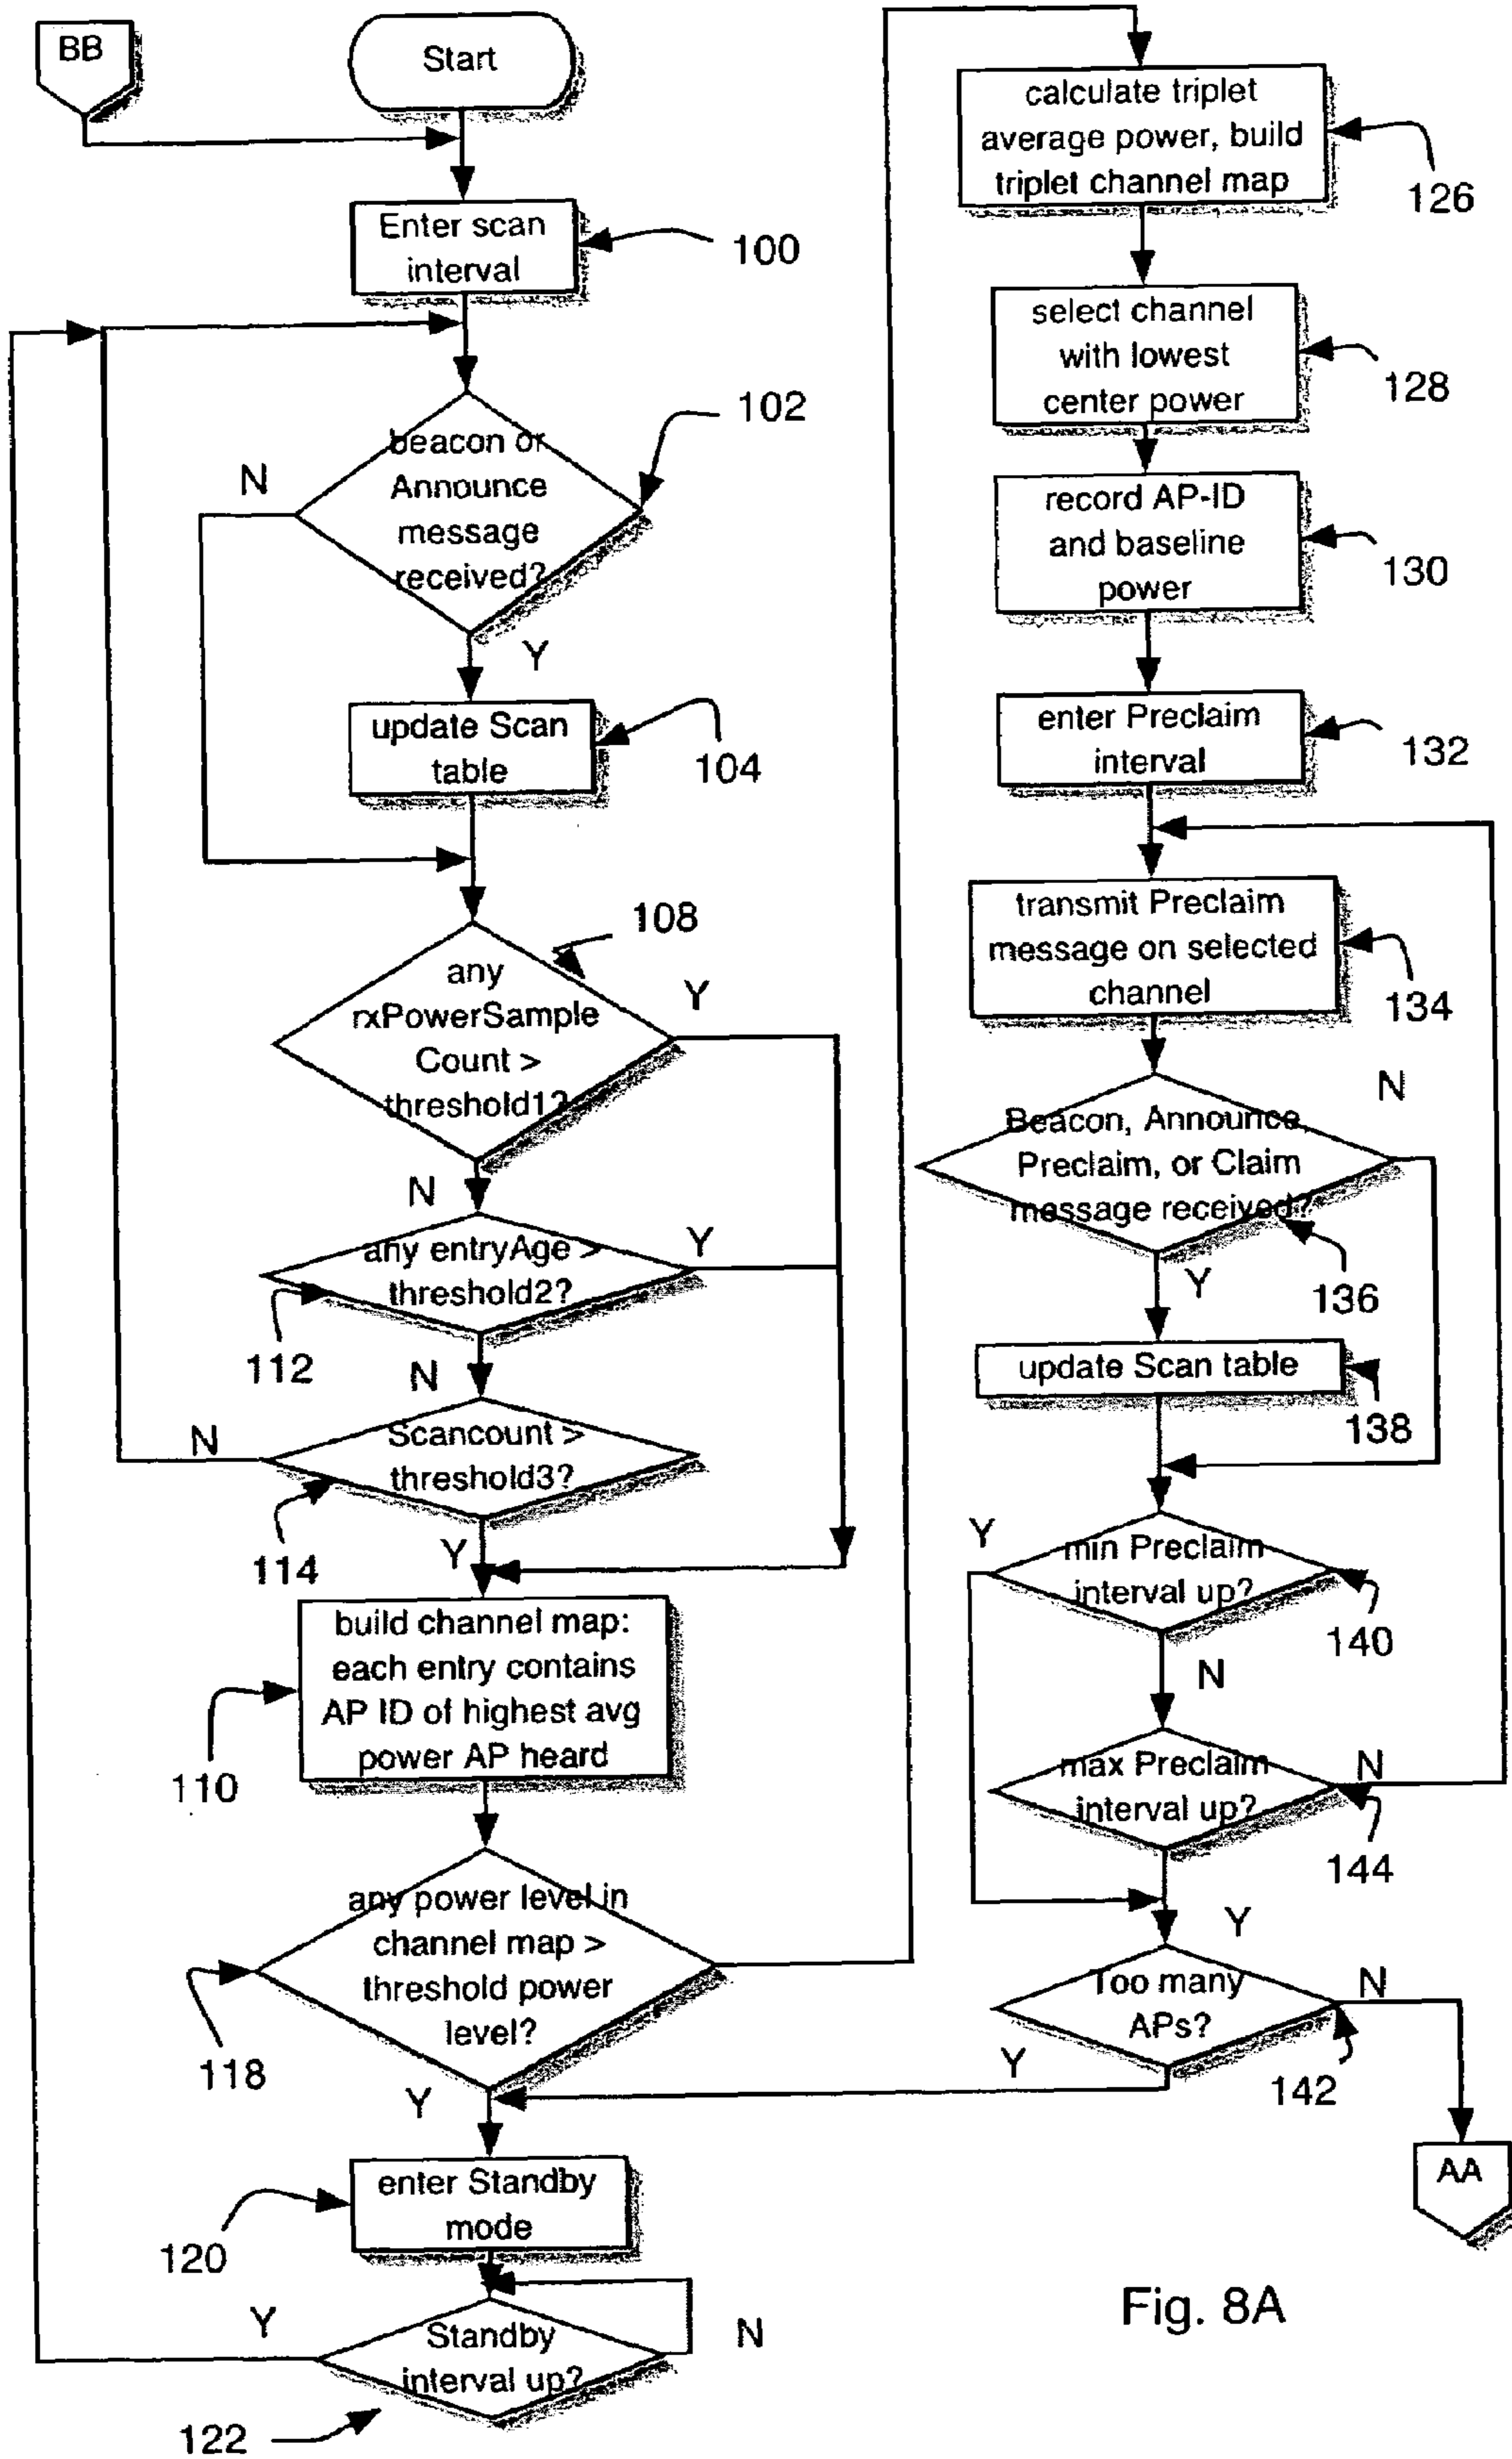 BB
Start
Enter scan
interval
100
beacon or
Announce
message
received?
102
N
Y
update Scan
table
104
any
rxPowerSample
Count >
threshold1?
108
Y
N
any entryAge >
threshold2?
Y
112
N
Scancount >
threshold3?
N
114
Y
build channel map:
each entry contains
AP ID of highest avg
power AP heard
110
any power level in
channel map >
threshold power
level?
118
Y
enter Standby
mode
120
Standby
interval up?
Y
N
122
calculate triplet
average power, build
triplet channel map
126
select channel
with lowest
center power
128
record AP-ID
and baseline
power
130
enter Preclaim
interval
132
transmit Preclaim
message on selected
channel
134
Beacon, Announce,
Preclaim, or Claim
message received?
N
136
Y
update Scan table
138
min Preclaim
interval up?
Y
140
N
max Preclaim
interval up?
N
144
Y
Too many
APs?
N
Y
142
AA
Fig. 8A